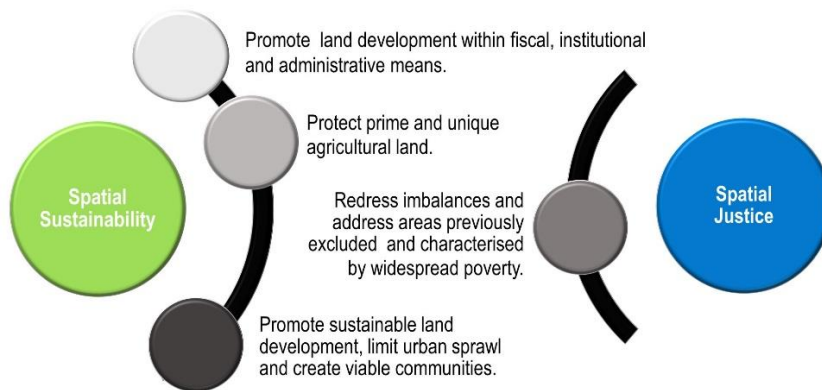 Promote land development within fiscal, institutional
and administrative means.
Protect prime and unique
agricultural land.
Spatial
Sustainability
Redress imbalances and
address areas previously
excluded and characterised
by widespread poverty.
Spatial
Justice
Promote sustainable land
development, limit urban sprawl
and create viable communities.